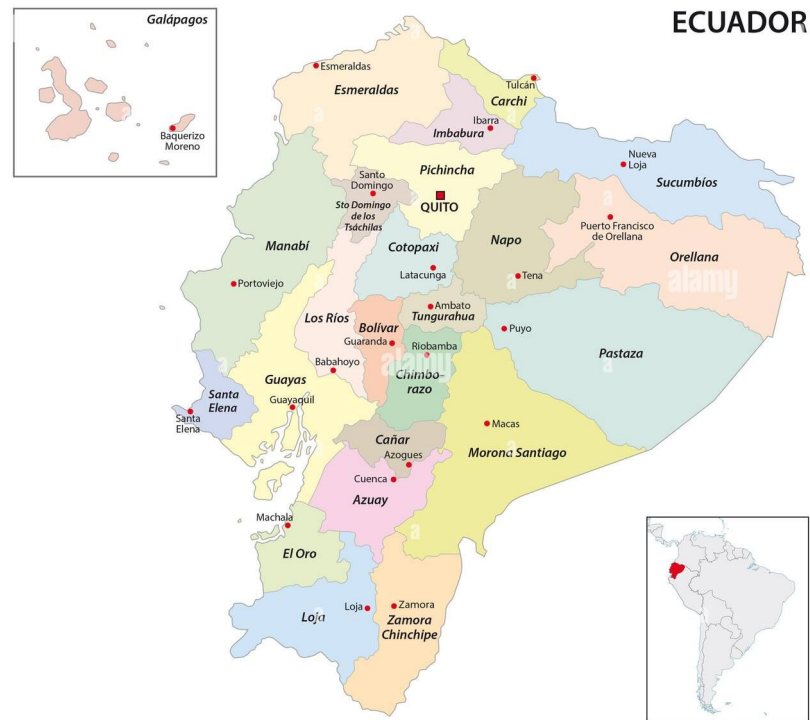 Galápagos
Baquerizo
Moreno
ECUADOR
Esmeraldas
Esmeraldas
Tulcán
Carchi
Ibarra
Imbabura
Pichincha
QUITO
Nueva
Loja
Sucumbíos
Santo
Domingo
Sto Domingo
de los
Tsáchilas
Manabí
Portoviejo
Cotopaxi
Latacunga
Napo
Tena
Puerto Francisco
de Orellana
Orellana
alamy
Los Ríos
Babahoyo
Bolívar
Guaranda
Ambato
Tungurahua
Riobamba
alamy
Chimbo-
razo
Puyo
Pastaza
Santa
Elena
Santa
Elena
Guayas
Guayaquil
Macas
Morona Santiago
Cañar
Azogues
Cuenca
Azuay
Machala
El Oro
Loja
Loja
Zamora
Zamora
Chinchipe
a
a
a
a
a
a
a
a
a